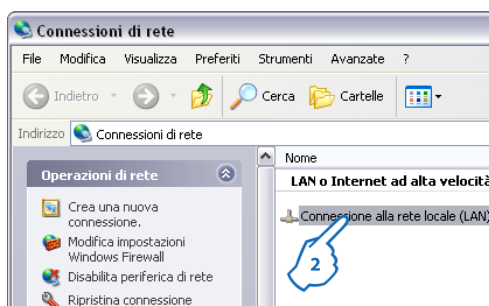 Connessioni di rete
File Modifica Visualizza Preferiti Strumenti Avanzate ?
Indietro Cerca Cartelle
Indirizzo Connessioni di rete
Operazioni di rete
Crea una nuova
connessione.
Modifica impostazioni
Windows Firewall
Disabilita periferica di rete
Ripristina connessione
Nome
LAN o Internet ad alta velocità
Connessione alla rete locale (LAN)
2